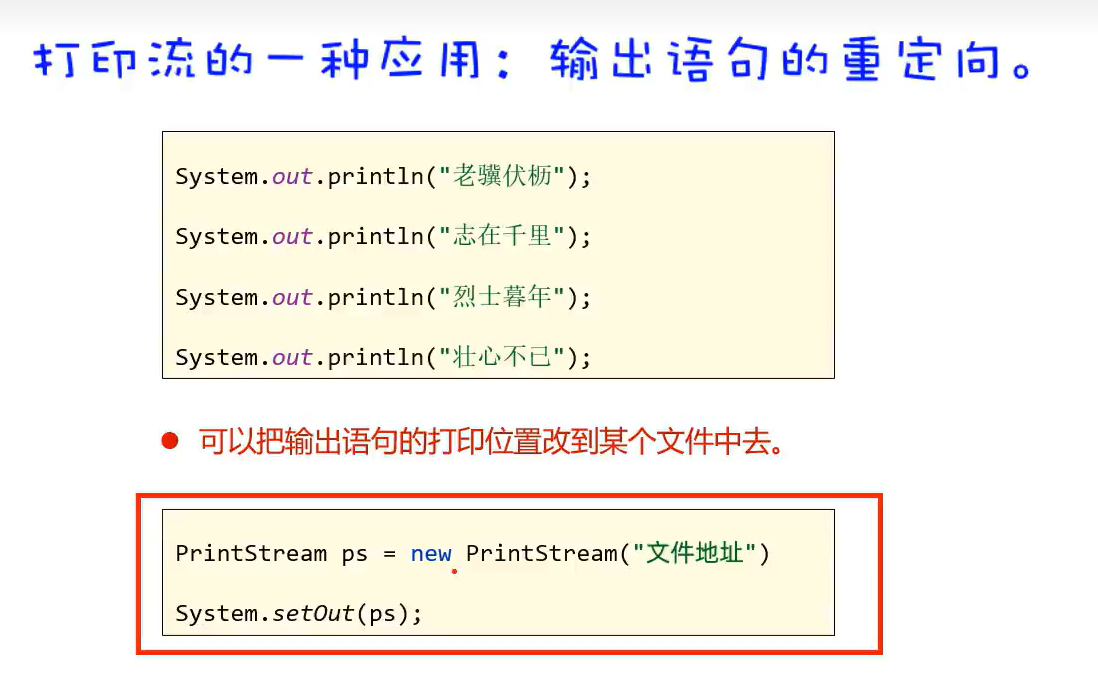 打印流的一种应用：输出语句的重定向。
System.out.println("老骥伏枥");
System.out.println("志在千里");
System.out.println("烈士暮年");
System.out.println("壮心不已");
● 可以把输出语句的打印位置改到某个文件中去。
PrintStream ps = new PrintStream("文件地址")
System.setOut(ps);